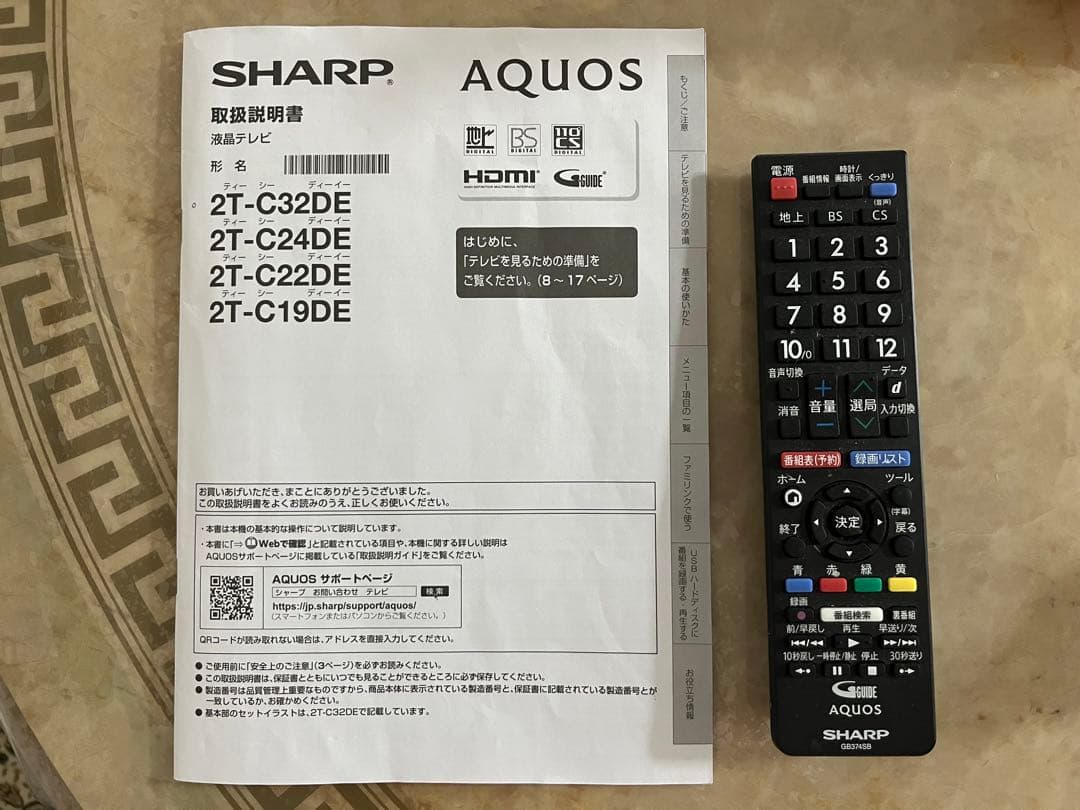 SHARP®
AQUOS
取扱説明書
液晶テレビ
形名
ティー シー ディーイー
2T-C32DE
ティー シー ディーイー
2T-C24DE
ティー シー ディーイー
2T-C22DE
ティー シー ディーイー
2T-C19DE
地上
DIGITAL
BS
DIGITAL
110
CS
DIGITAL
HDMI
HIGH-DEFINITION MULTIMEDIA INTERFACE
G-GUIDE
はじめに、
「テレビを見るための準備」を
ご覧ください。(8～17ページ)
もくじ/ご注意
テレビを見るための準備
基本の使いかた
メニュー項目の一覧
ファミリンクで使う
USBハードディスクに
番組を録画する・再生する
お役立ち情報
お買いあげいただき、まことにありがとうございました。
この取扱説明書をよくお読みのうえ、正しくお使いください。
・本書は本機の基本的な操作について説明しています。
・本書に「⇒Webで確認」と記載されている項目や、本機に関する詳しい説明は
AQUOSサポートページに掲載している「取扱説明ガイド」をご覧ください。
AQUOS サポートページ
シャープ お問い合わせ テレビ 検索
https://jp.sharp/support/aquos/
(スマートフォンまたはパソコンからご覧ください。)
QRコードが読み取れない場合は、アドレスを直接入力してください。
● ご使用前に「安全上のご注意」(3ページ)を必ずお読みください。
● この取扱説明書は、保証書とともにいつでも見ることができるところに必ず保存してください。
● 製造番号は品質管理上重要なものですから、商品本体に表示されている製造番号と、保証書に記載されている製造番号とが
一致しているか、お確かめください。
● 基本部のセットイラストは、2T-C32DEで記載しています。
電源 番組情報 時計/
画面表示 くっきり
(音声)
地上 BS CS
1 2 3
4 5 6
7 8 9
10/0 11 12
音声切換 データ
d
消音 音量 選局 入力切換
番組表(予約) 録画リスト
ホーム ツール
(字幕)
決定
終了 戻る
青 赤 緑 黄
録画 番組検索 裏番組
前/早戻し 再生 早送り/次
10秒戻し 一時停止/静止 停止 30秒送り
G-GUIDE
AQUOS
SHARP
GB374SB